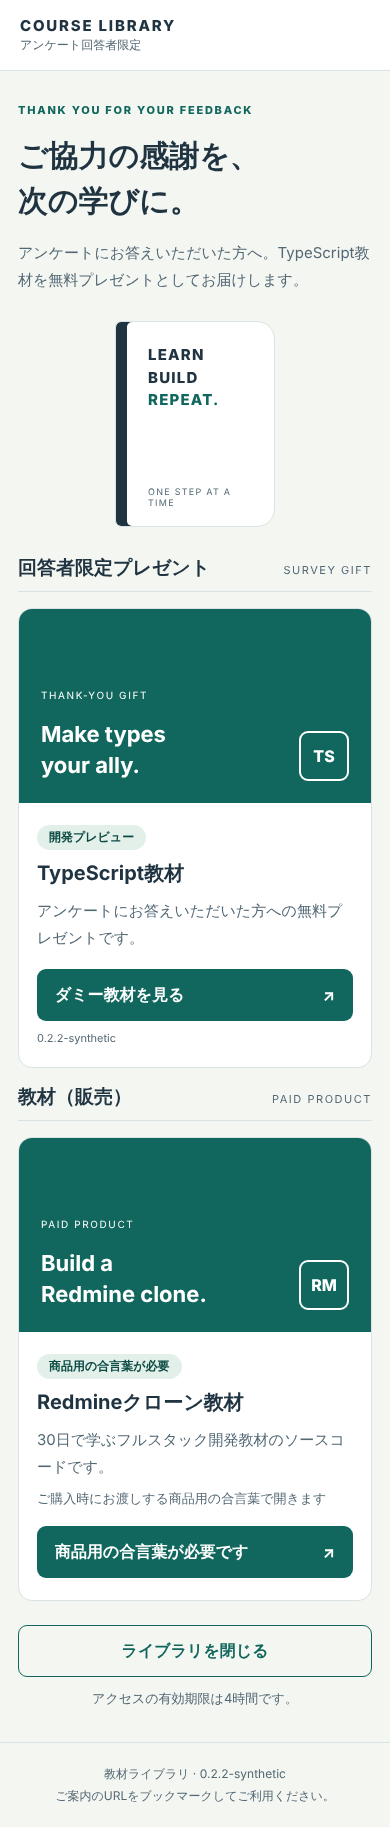 COURSE LIBRARY
アンケート回答者限定
THANK YOU FOR YOUR FEEDBACK
ご協力の感謝を、
次の学びに。
アンケートにお答えいただいた方へ。TypeScript教
材を無料プレゼントとしてお届けします。
LEARN
BUILD
REPEAT.
ONE STEP AT A
TIME
回答者限定プレゼント
SURVEY GIFT
THANK-YOU GIFT
Make types
your ally.
TS
開発プレビュー
TypeScript教材
アンケートにお答えいただいた方への無料プ
レゼントです。
ダミー教材を見る ↗
0.2.2-synthetic
教材（販売）
PAID PRODUCT
PAID PRODUCT
Build a
Redmine clone.
RM
商品用の合言葉が必要
Redmineクローン教材
30日で学ぶフルスタック開発教材のソースコ
ードです。
ご購入時にお渡しする商品用の合言葉で開きます
商品用の合言葉が必要です ↗
ライブラリを閉じる
アクセスの有効期限は4時間です。
教材ライブラリ · 0.2.2-synthetic
ご案内のURLをブックマークしてご利用ください。